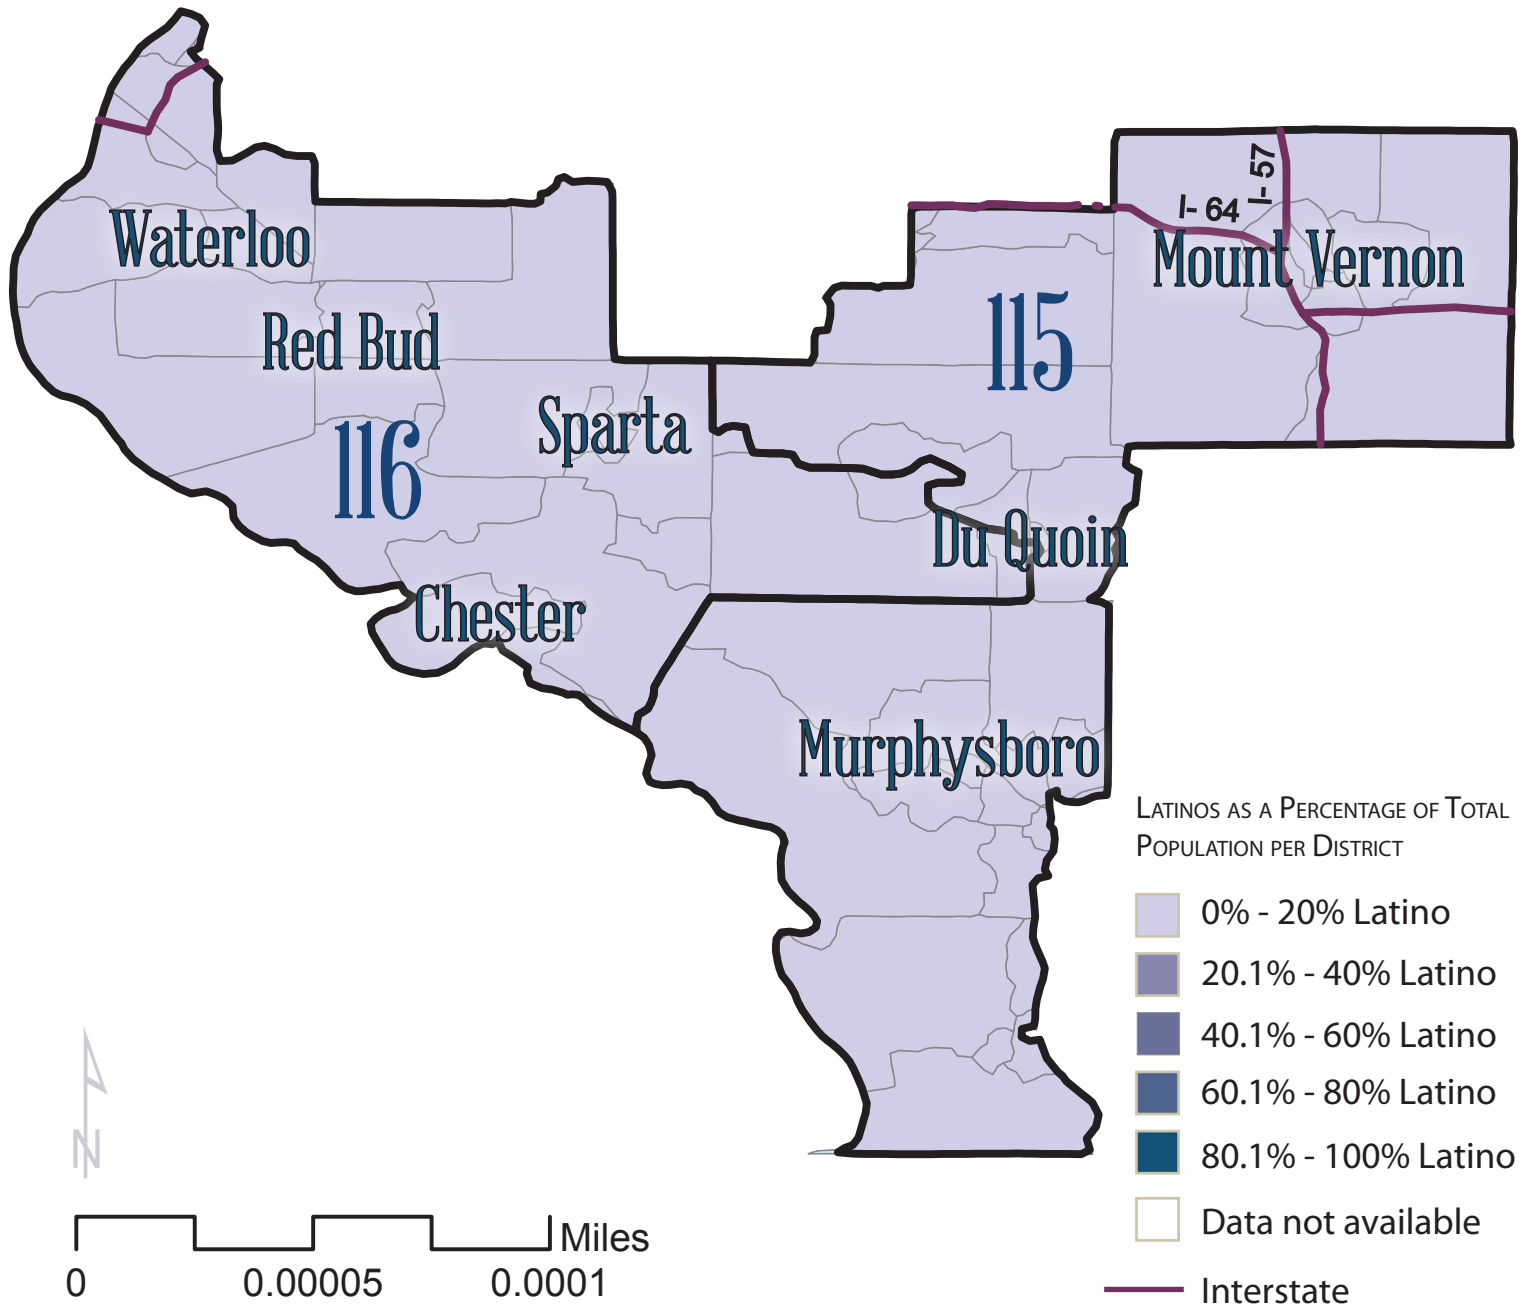 I- 57
I- 64
Waterloo
Mount Vernon
Red Bud
115
Sparta
116
Du Quoin
Chester
Murphysboro
Latinos as a Percentage of Total
Population per District
0% - 20% Latino
20.1% - 40% Latino
40.1% - 60% Latino
60.1% - 80% Latino
80.1% - 100% Latino
Data not available
Interstate
N
Miles
0 0.00005 0.0001